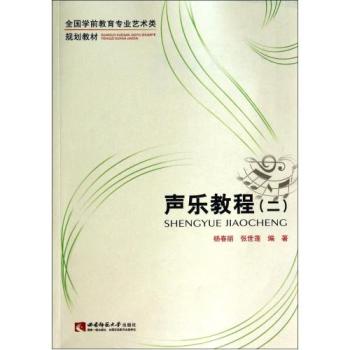 全国学前教育专业艺术类
规划教材
声乐教程(二)
SHENGYUE JIAOCHENG
杨春丽 张世莲 编 著
西南师范大学出版社